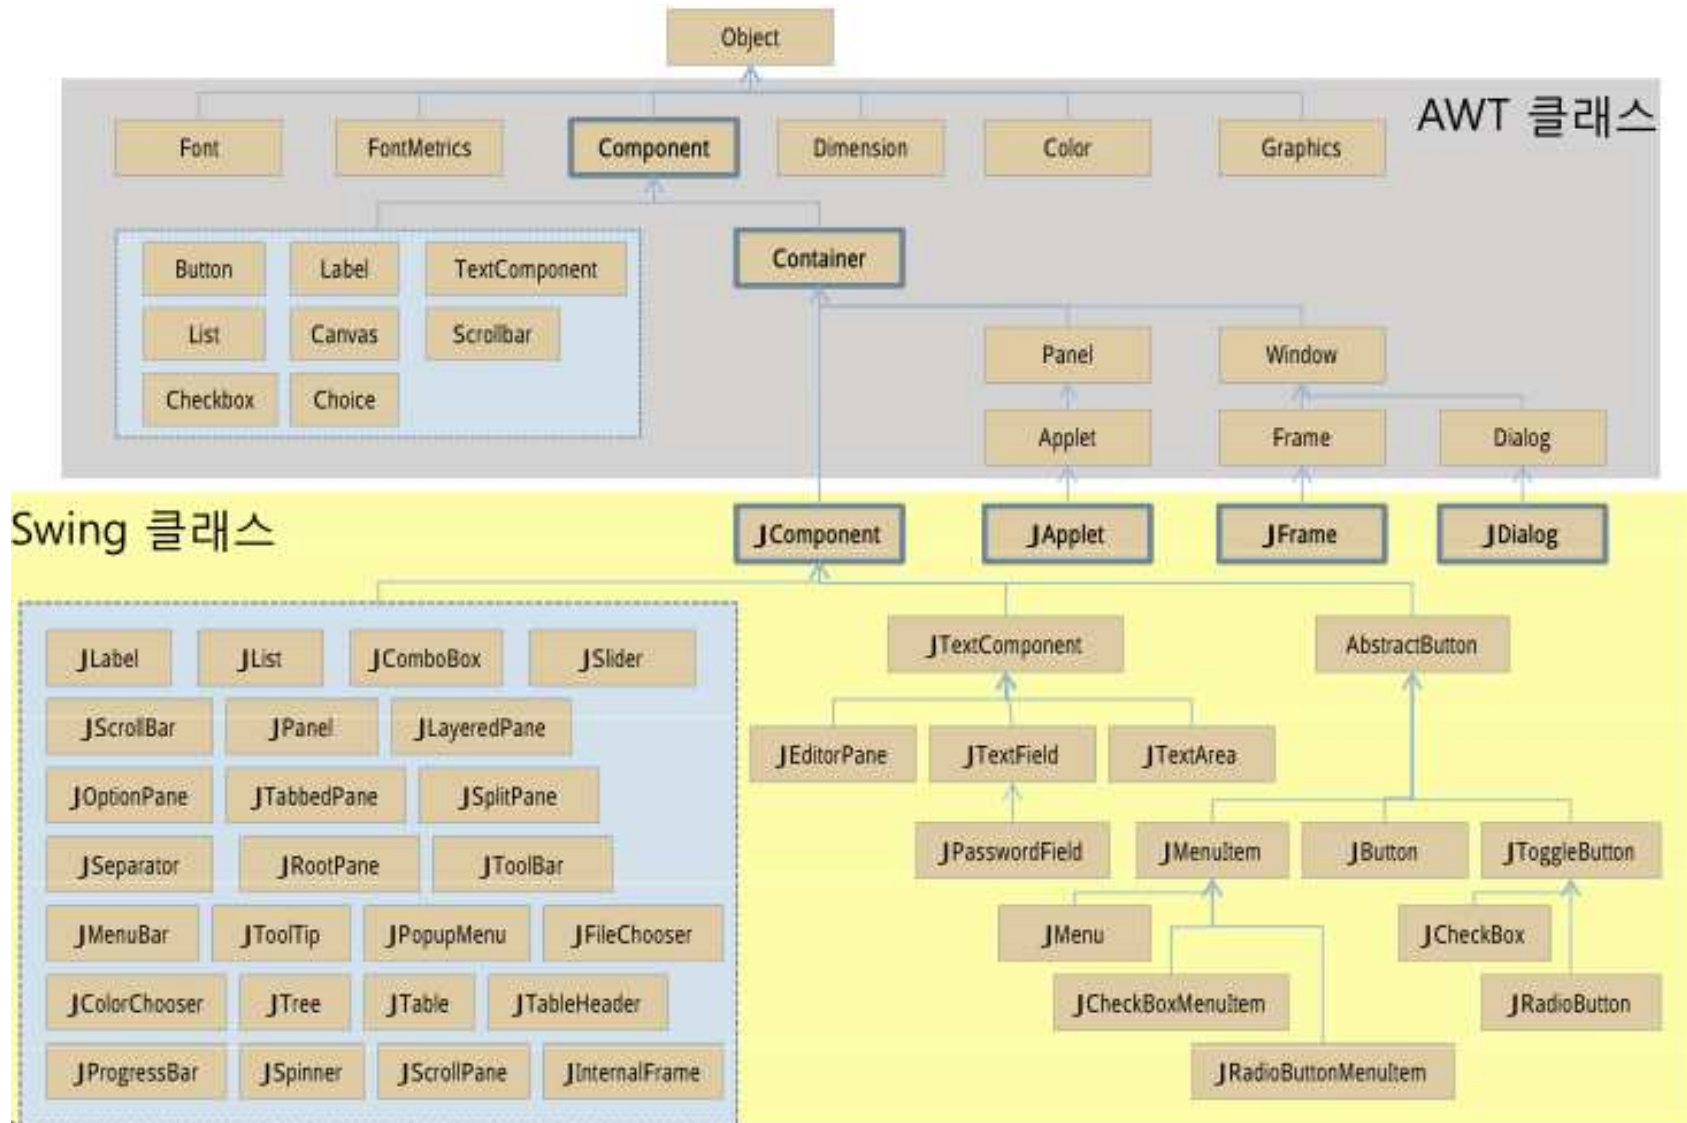 Object
AWT 클래스
Font
FontMetrics
Component
Dimension
Color
Graphics
Button
Label
TextComponent
Container
List
Canvas
Scrollbar
Panel
Window
Checkbox
Choice
Applet
Frame
Dialog
Swing 클래스
JComponent
JApplet
JFrame
JDialog
JLabel
JList
JComboBox
JSlider
JTextComponent
AbstractButton
JScrollBar
JPanel
JLayeredPane
JEditorPane
JTextField
JTextArea
JOptionPane
JTabbedPane
JSplitPane
JSeparator
JRootPane
JToolBar
JPasswordField
JMenuItem
JButton
JToggleButton
JMenuBar
JToolTip
JPopupMenu
JFileChooser
JMenu
JCheckBox
JColorChooser
JTree
JTable
JTableHeader
JCheckBoxMenuItem
JRadioButton
JProgressBar
JSpinner
JScrollPane
JInternalFrame
JRadioButtonMenuItem